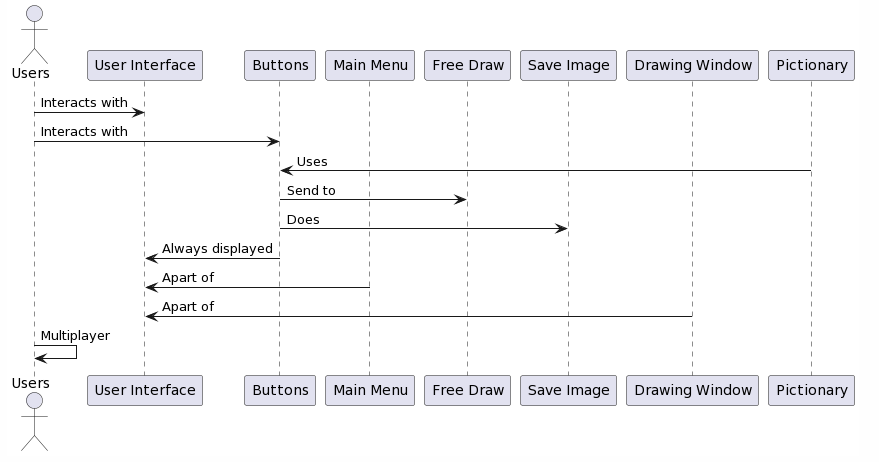 Users
User Interface
Buttons
Main Menu
Free Draw
Save Image
Drawing Window
Pictionary
Interacts with
Interacts with
Uses
Send to
Does
Always displayed
Apart of
Apart of
Multiplayer
Users
User Interface
Buttons
Main Menu
Free Draw
Save Image
Drawing Window
Pictionary